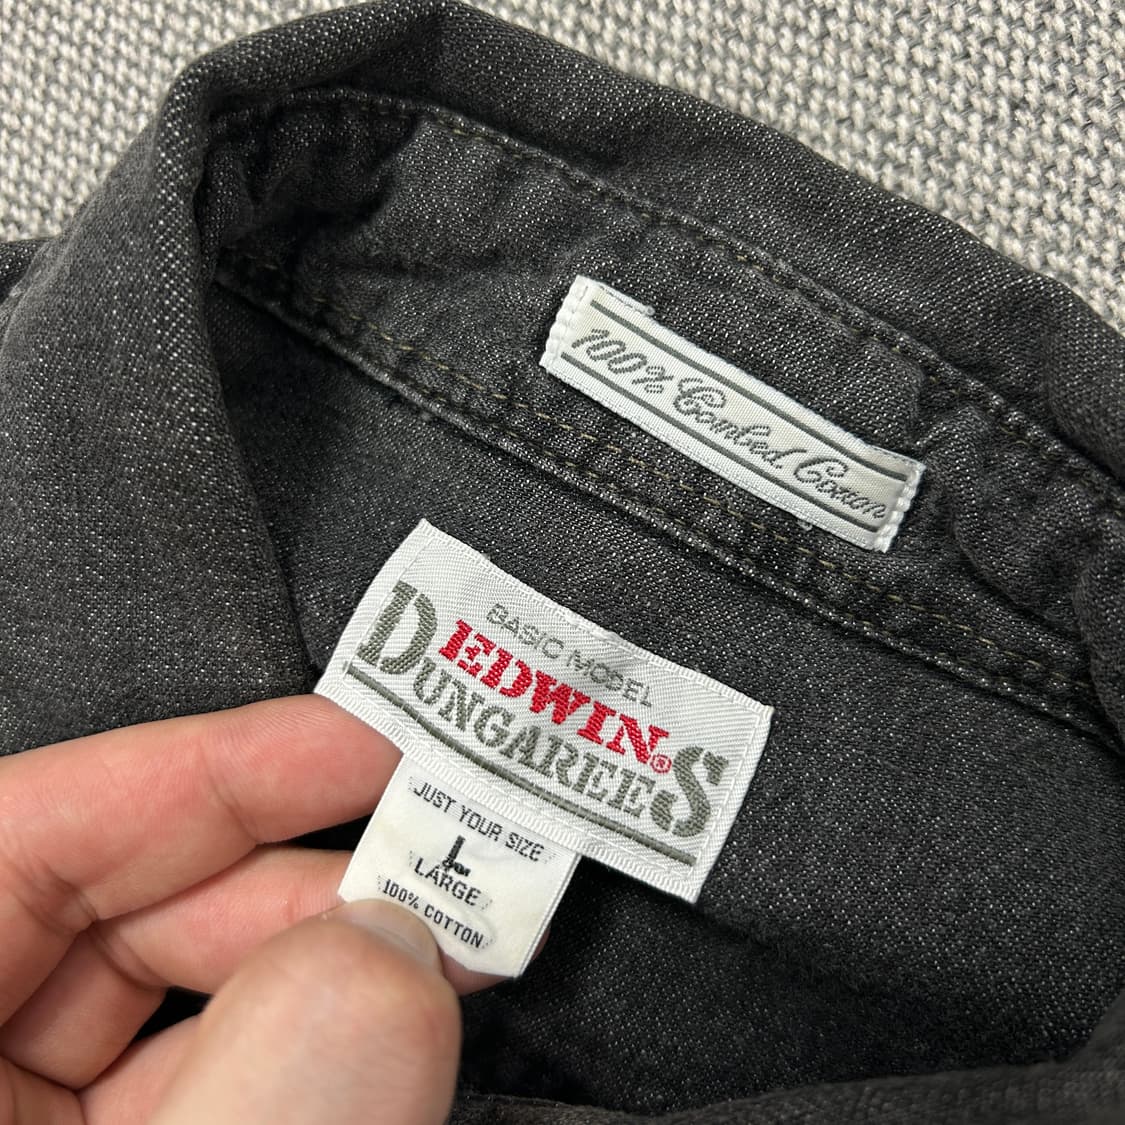 100% Combed Cotton
BASIC MODEL
EDWIN®
DUNGAREES
JUST YOUR SIZE
L
LARGE
100% COTTON